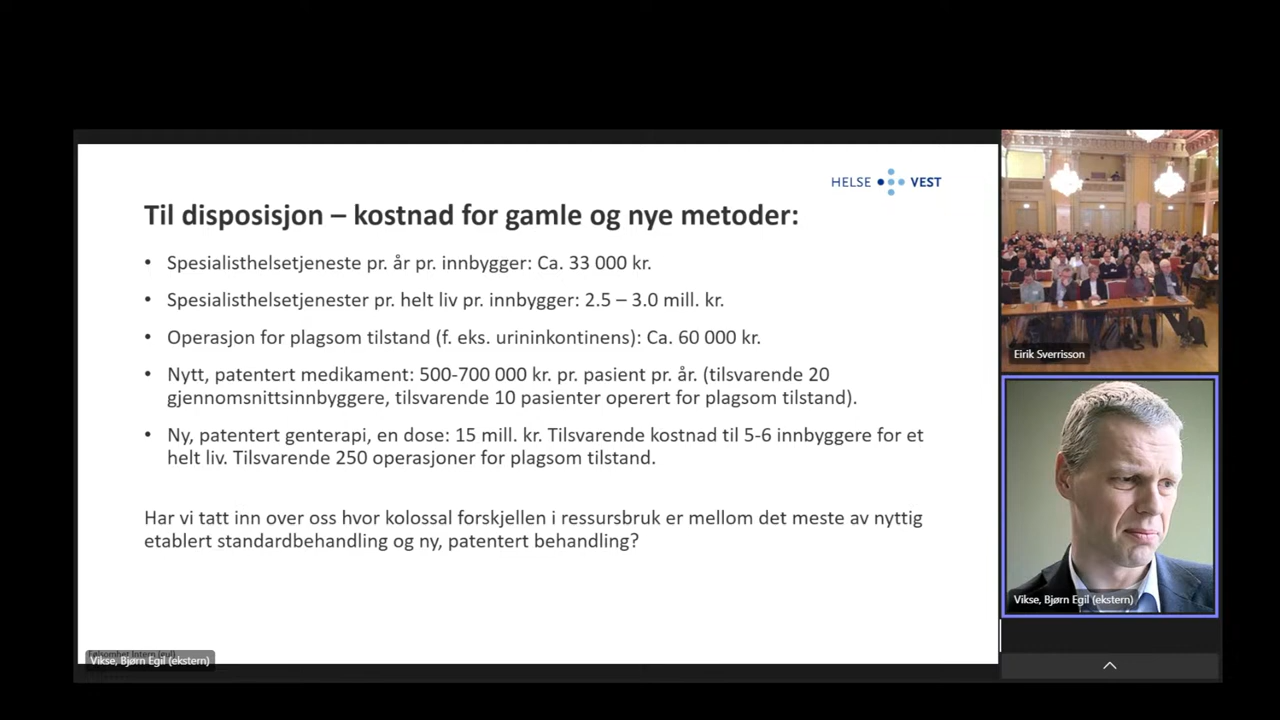 HELSE VEST
Til disposisjon – kostnad for gamle og nye metoder:
• Spesialisthelsetjeneste pr. år pr. innbygger: Ca. 33 000 kr.
• Spesialisthelsetjenester pr. helt liv pr. innbygger: 2.5 – 3.0 mill. kr.
• Operasjon for plagsom tilstand (f. eks. urininkontinens): Ca. 60 000 kr.
• Nytt, patentert medikament: 500-700 000 kr. pr. pasient pr. år. (tilsvarende 20
gjennomsnittsinnbyggere, tilsvarende 10 pasienter operert for plagsom tilstand).
• Ny, patentert genterapi, en dose: 15 mill. kr. Tilsvarende kostnad til 5-6 innbyggere for et
helt liv. Tilsvarende 250 operasjoner for plagsom tilstand.
Har vi tatt inn over oss hvor kolossal forskjellen i ressursbruk er mellom det meste av nyttig
etablert standardbehandling og ny, patentert behandling?
Vikse, Bjørn Egil (ekstern)
Eirik Sverrisson
Vikse, Bjørn Egil (ekstern)